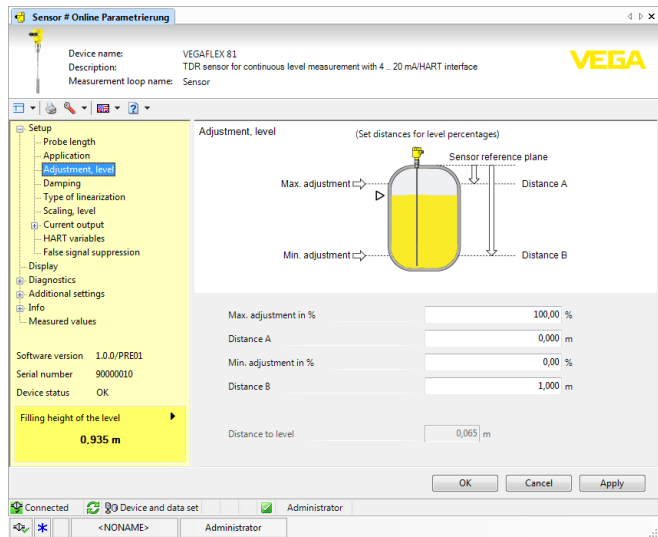 Sensor # Online Parametrierung
Device name: VEGAFLEX 81
Description: TDR sensor for continuous level measurement with 4 .. 20 mA/HART interface
Measurement loop name: Sensor
VEGA
Setup
Probe length
Application
Adjustment, level
Damping
Type of linearization
Scaling, level
Current output
HART variables
False signal suppression
Display
Diagnostics
Additional settings
Info
Measured values
Software version 1.0.0/PRE01
Serial number 90000010
Device status OK
Filling height of the level
0.935 m
Adjustment, level
(Set distances for level percentages)
Sensor reference plane
Max. adjustment
Distance A
Min. adjustment
Distance B
Max. adjustment in % 100,00 %
Distance A 0,000 m
Min. adjustment in % 0,00 %
Distance B 1,000 m
Distance to level 0,065 m
OK Cancel Apply
Connected Device and data set Administrator
<NONAME> Administrator